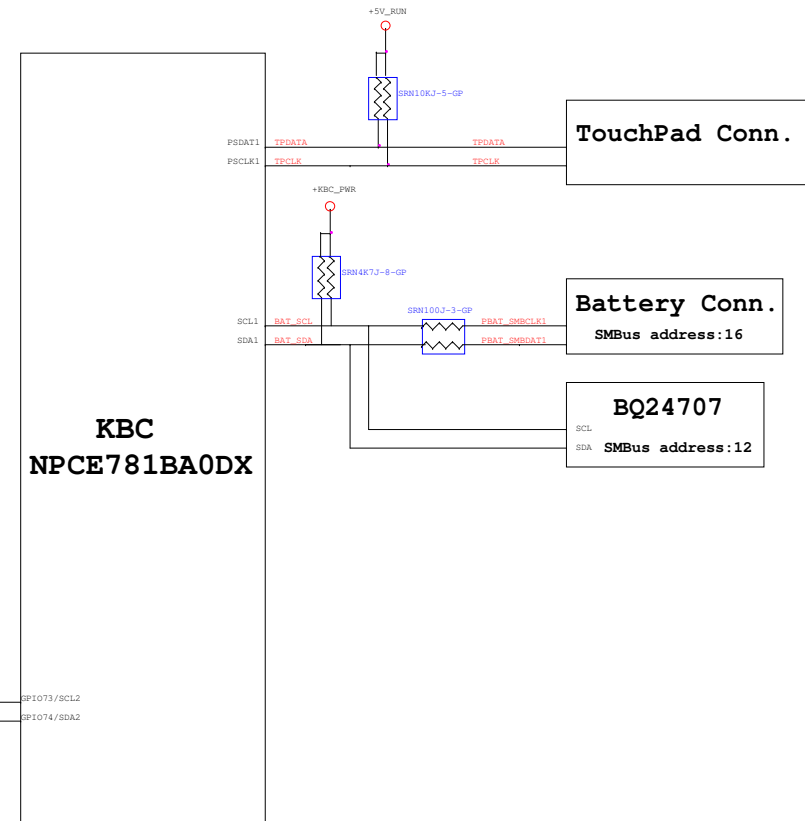 +5V_RUN
SRN10KJ-5-GP
PSDAT1 TPDATA TPDATA
PSCLK1 TPCLK TPCLK
TouchPad Conn.
+KBC_PWR
SRN4K7J-8-GP
SRN100J-3-GP
SCL1 BAT_SCL PBAT_SMBCLK1
SDA1 BAT_SDA PBAT_SMBDAT1
Battery Conn.
SMBus address:16
BQ24707
SCL
SDA SMBus address:12
KBC
NPCE781BA0DX
GPIO73/SCL2
GPIO74/SDA2